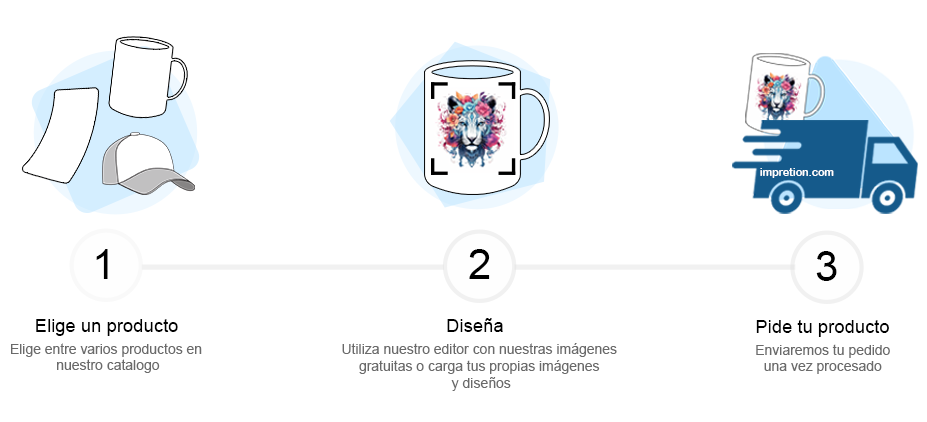 impretion.com
1
2
3
Elige un producto
Elige entre varios productos en
nuestro catalogo
Diseña
Utiliza nuestro editor con nuestras imágenes
gratuitas o carga tus propias imágenes
y diseños
Pide tu producto
Enviaremos tu pedido
una vez procesado